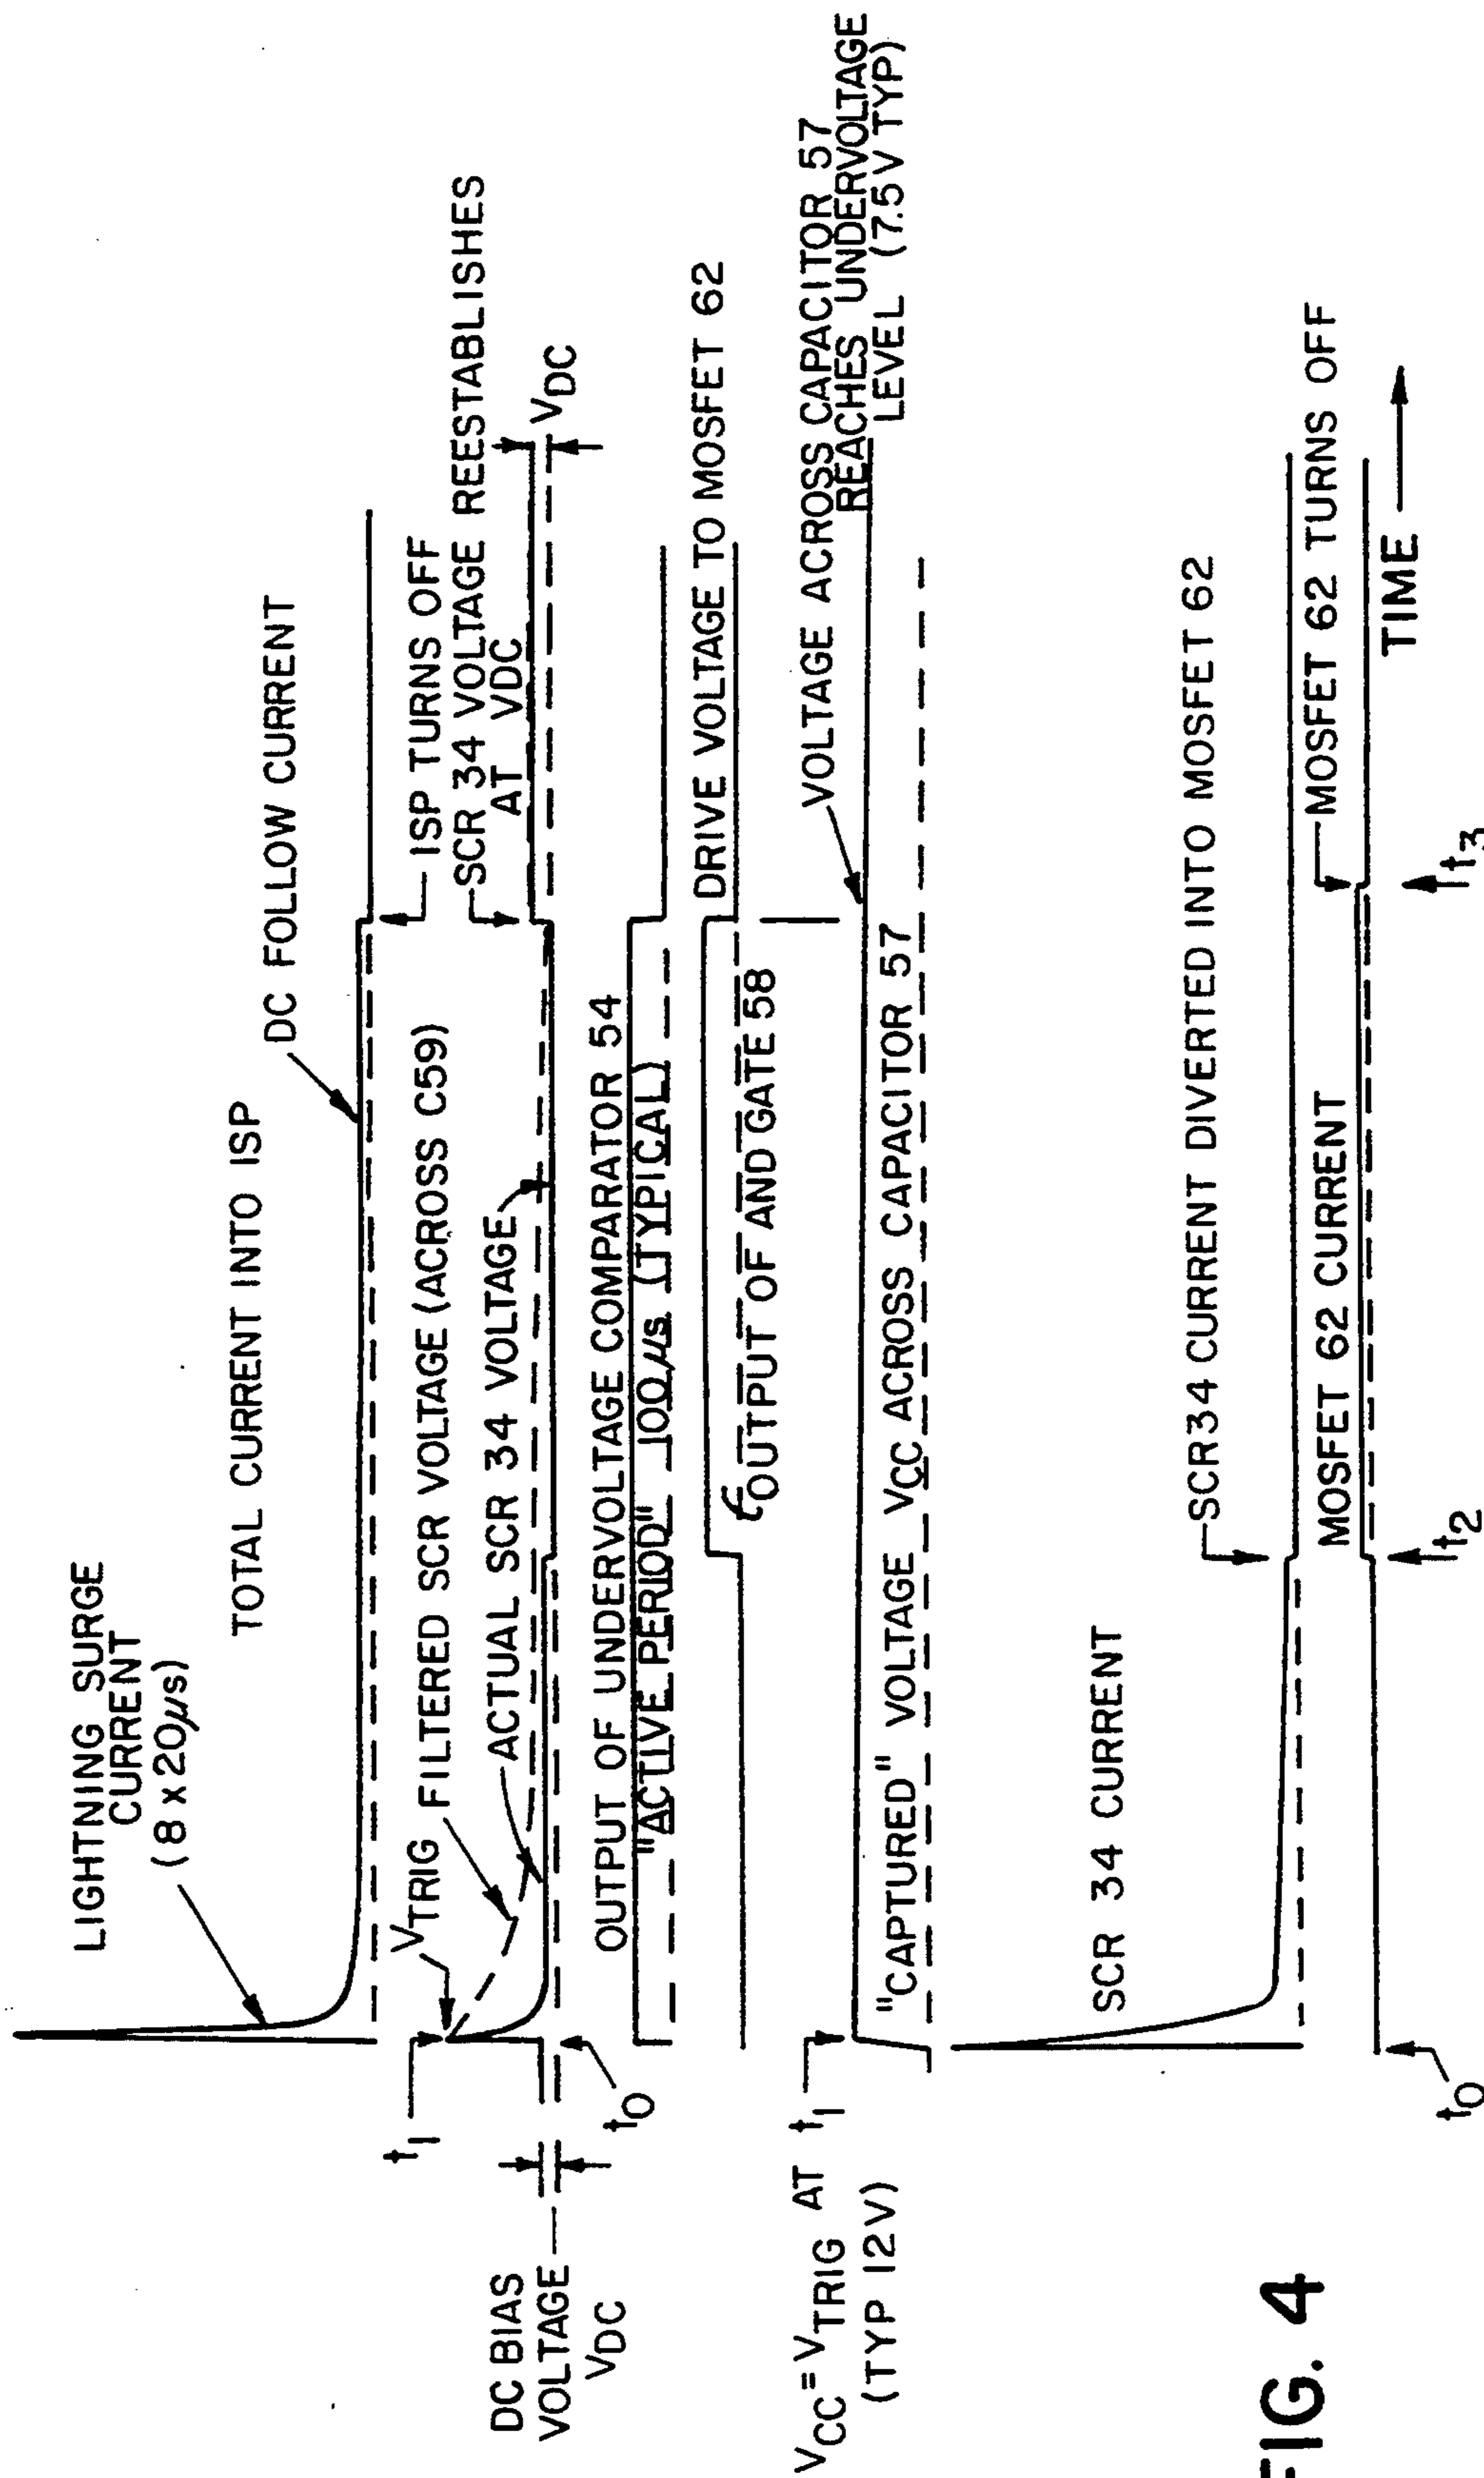 LIGHTNING SURGE
CURRENT
(8 x 20µs)
TOTAL CURRENT INTO ISP
DC FOLLOW CURRENT
t1
VTRIG
FILTERED SCR VOLTAGE (ACROSS C59)
ISP TURNS OFF
SCR 34 VOLTAGE REESTABLISHES
AT VDC
DC BIAS
VOLTAGE
VDC
ACTUAL SCR 34 VOLTAGE
VDC
t0
OUTPUT OF UNDERVOLTAGE COMPARATOR 54
"ACTIVE PERIOD" 100µs (TYPICAL)
DRIVE VOLTAGE TO MOSFET 62
OUTPUT OF AND GATE 58
VCC = VTRIG AT t1
(TYP 12V)
VOLTAGE ACROSS CAPACITOR 57
REACHES UNDERVOLTAGE
LEVEL (7.5V TYP)
"CAPTURED" VOLTAGE VCC ACROSS CAPACITOR 57
SCR 34 CURRENT
SCR34 CURRENT DIVERTED INTO MOSFET 62
MOSFET 62 CURRENT
MOSFET 62 TURNS OFF
TIME
t0
t2
t3
FIG. 4